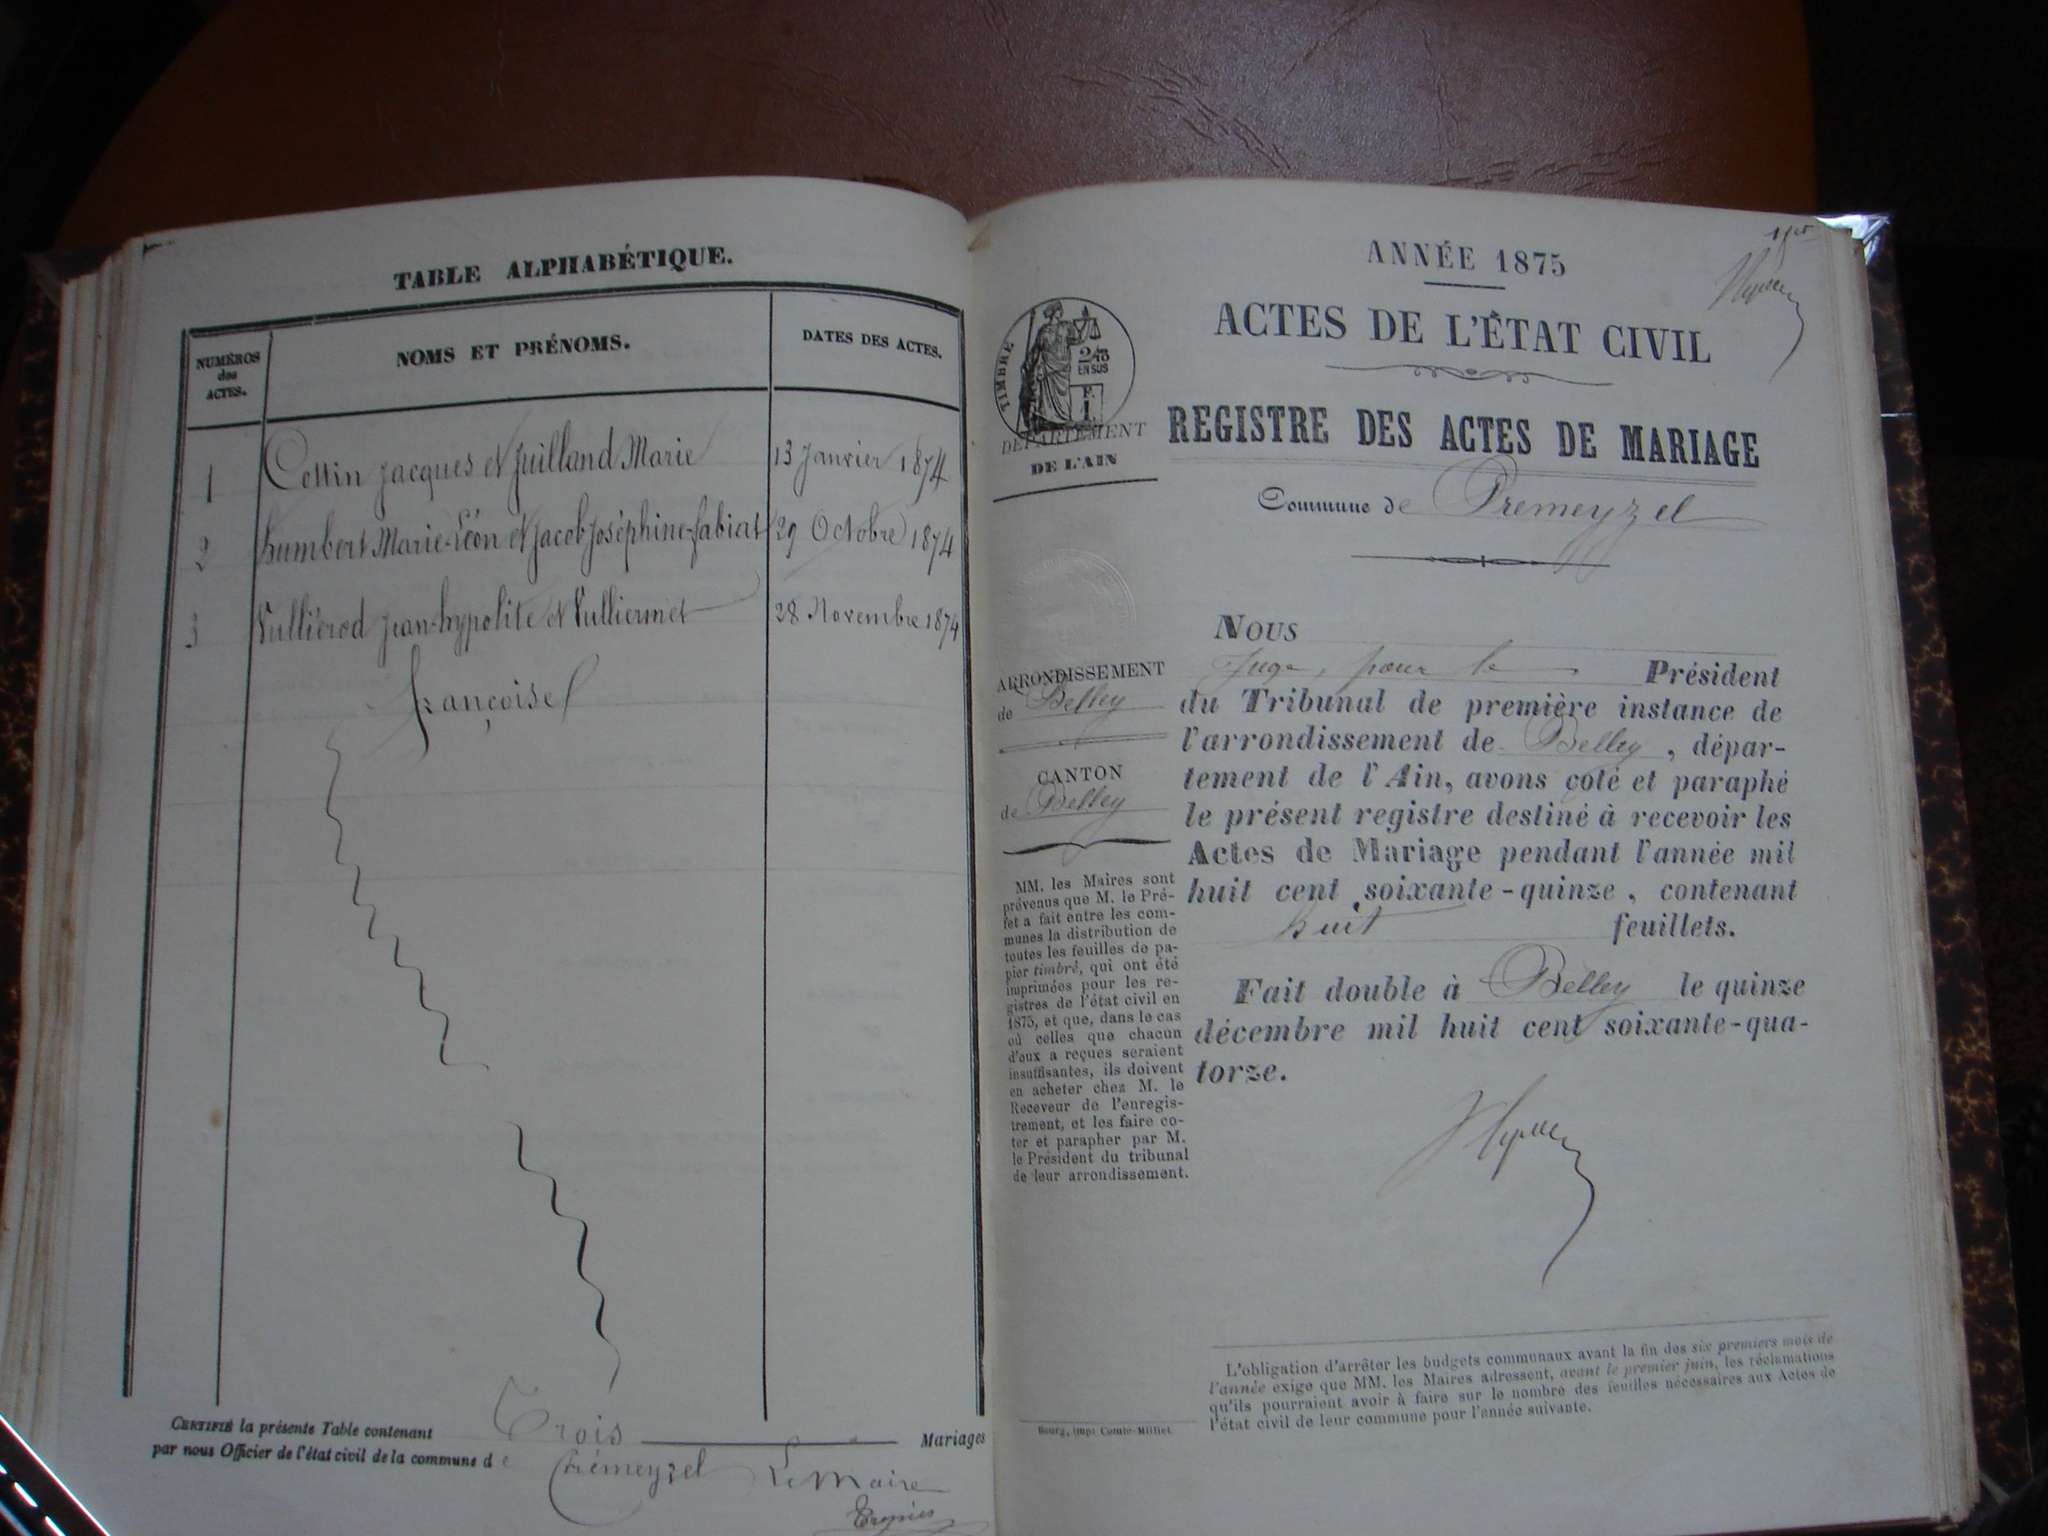 TABLE ALPHABÉTIQUE.
NUMÉROS
des
ACTES.
NOMS ET PRÉNOMS.
DATES DES ACTES.
1 Cottin Jacques et Juilland Marie 13 Janvier 1874
2 humbert Marie-Léon et Jacob Joséphine-fabiat 29 Octobre 1874
3 Vulliérod jean-hypolite et Vulliermet 28 Novembre 1874
françoise
CERTIFIÉ la présente Table contenant Trois Mariages
par nous Officier de l'état civil de la commune de Prémeyzel Le Maire
1er
ANNÉE 1875
ACTES DE L'ÉTAT CIVIL
REGISTRE DES ACTES DE MARIAGE
Commune de Premeyzel
TIMBRE
2/10
EN SUS
F
1
DÉPARTEMENT
DE L'AIN
ARRONDISSEMENT
de Belley
CANTON
de Belley
MM. les Maires sont
prévenus que M. le Pré-
fet a fait entre les com-
munes la distribution de
toutes les feuilles de pa-
pier timbré, qui ont été
imprimées pour les re-
gistres de l'état civil en
1875, et que, dans le cas
où celles que chacun
d'eux a reçues seraient
insuffisantes, ils doivent
en acheter chez M. le
Receveur de l'enregis-
trement, et les faire co-
ter et parapher par M.
le Président du tribunal
de leur arrondissement.
Bourg, imp. Comte-Milliet.
NOUS
Juge, pour le Président
du Tribunal de première instance de
l'arrondissement de Belley, dépar-
tement de l'Ain, avons coté et paraphé
le présent registre destiné à recevoir les
Actes de Mariage pendant l'année mil
huit cent soixante-quinze, contenant
huit feuillets.
Fait double à Belley le quinze
décembre mil huit cent soixante-qua-
torze.
L'obligation d'arrêter les budgets communaux avant la fin des six premiers mois de
l'année exige que MM. les Maires adressent, avant le premier juin, les réclamations
qu'ils pourraient avoir à faire sur le nombre des feuilles nécessaires aux Actes de
l'état civil de leur commune pour l'année suivante.